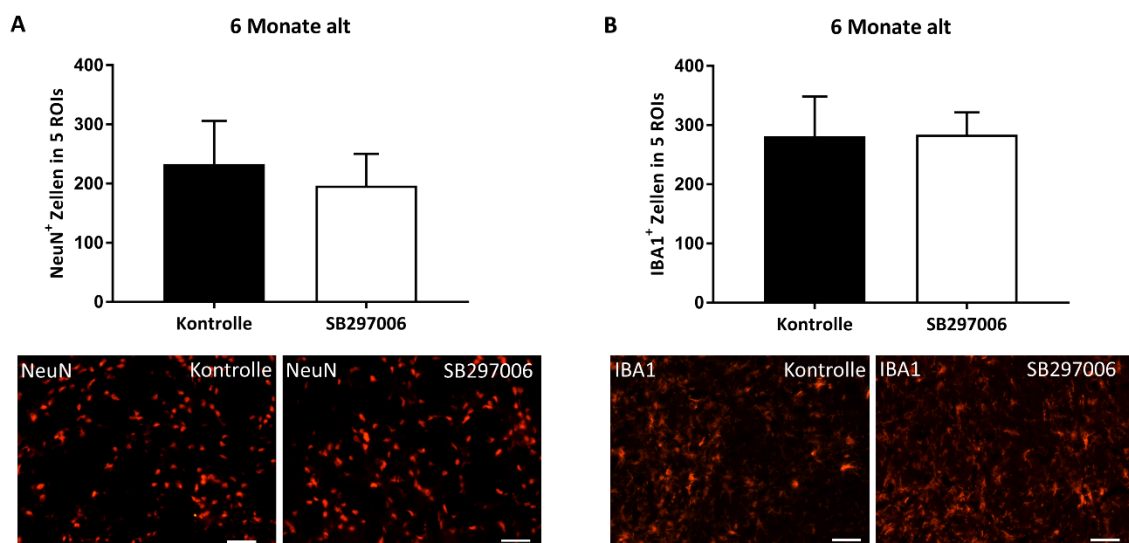 A
6 Monate alt
NeuN+ Zellen in 5 ROIs
400
300
200
100
0
Kontrolle
SB297006
NeuN
Kontrolle
NeuN
SB297006
B
6 Monate alt
IBA1+ Zellen in 5 ROIs
400
300
200
100
0
Kontrolle
SB297006
IBA1
Kontrolle
IBA1
SB297006